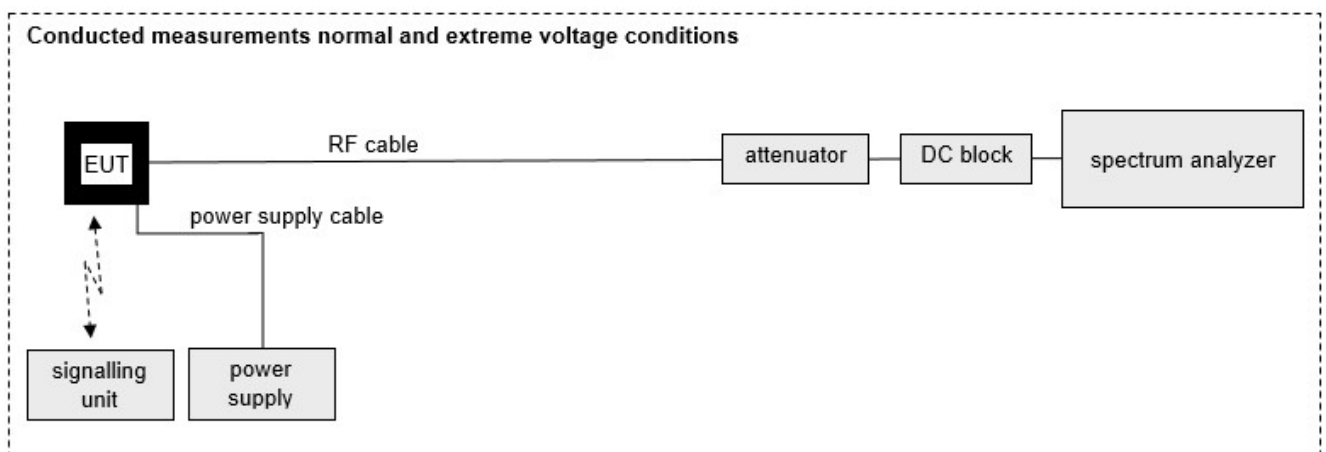 Conducted measurements normal and extreme voltage conditions
EUT
RF cable
attenuator
DC block
spectrum analyzer
power supply cable
signalling
unit
power
supply